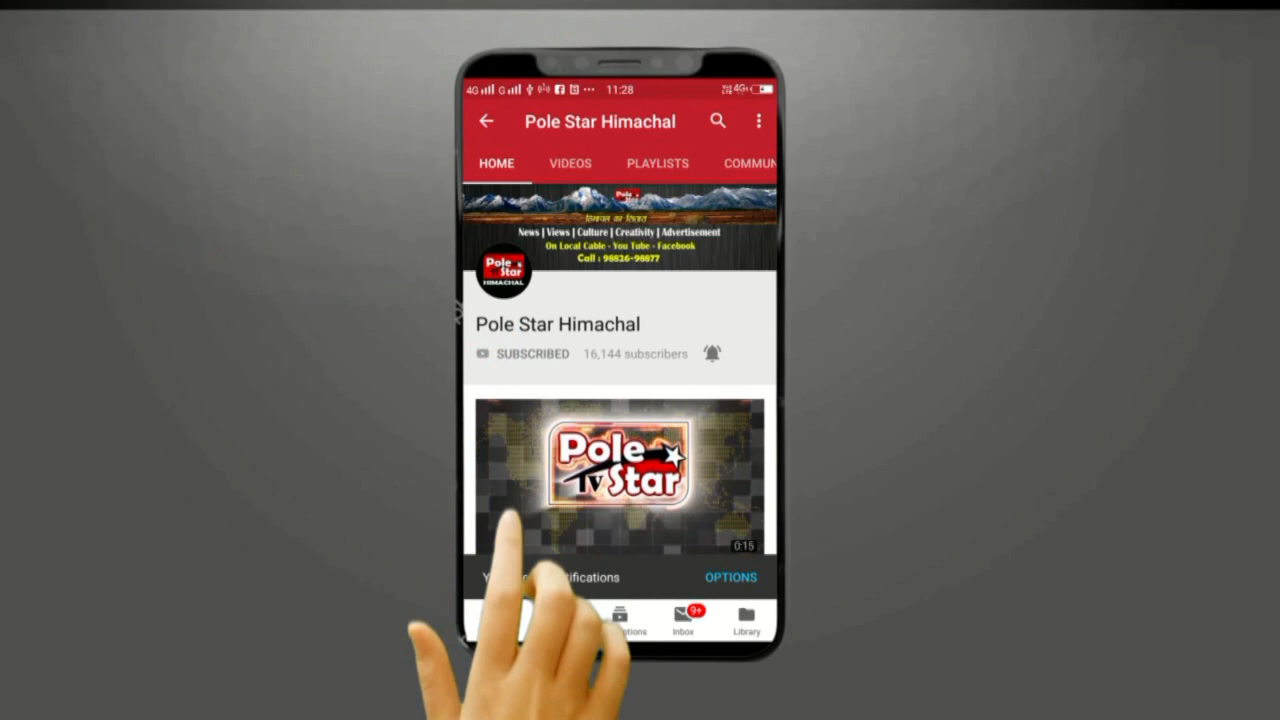 4G G 11:28 4G+
Pole Star Himachal
HOME VIDEOS PLAYLISTS COMMUN
Pole Star
हिमाचल का सितारा
News | Views | Culture | Creativity | Advertisement
On Local Cable - You Tube - Facebook
Call : 98826-98877
Pole Star
TV
HIMACHAL
Pole Star Himachal
SUBSCRIBED 16,144 subscribers
Pole
TV Star
0:15
OPTIONS
9+
Inbox Library